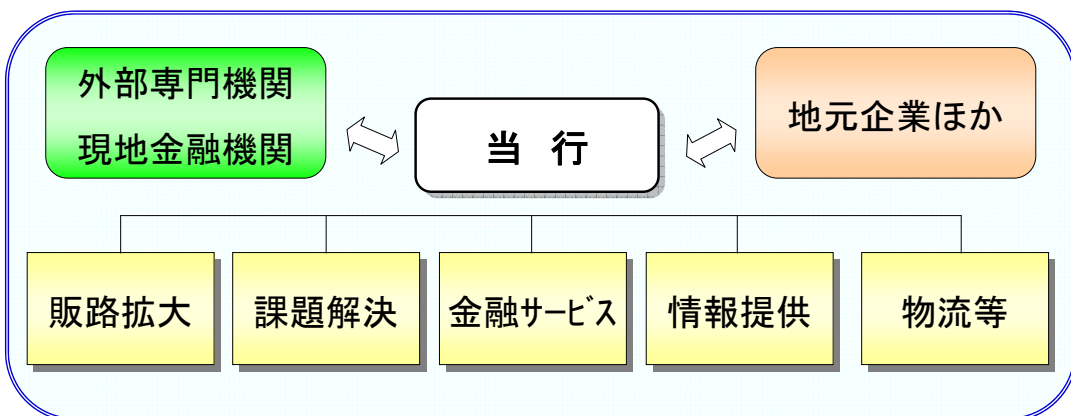 外部専門機関
現地金融機関
当 行
地元企業ほか
販路拡大
課題解決
金融サービス
情報提供
物流等